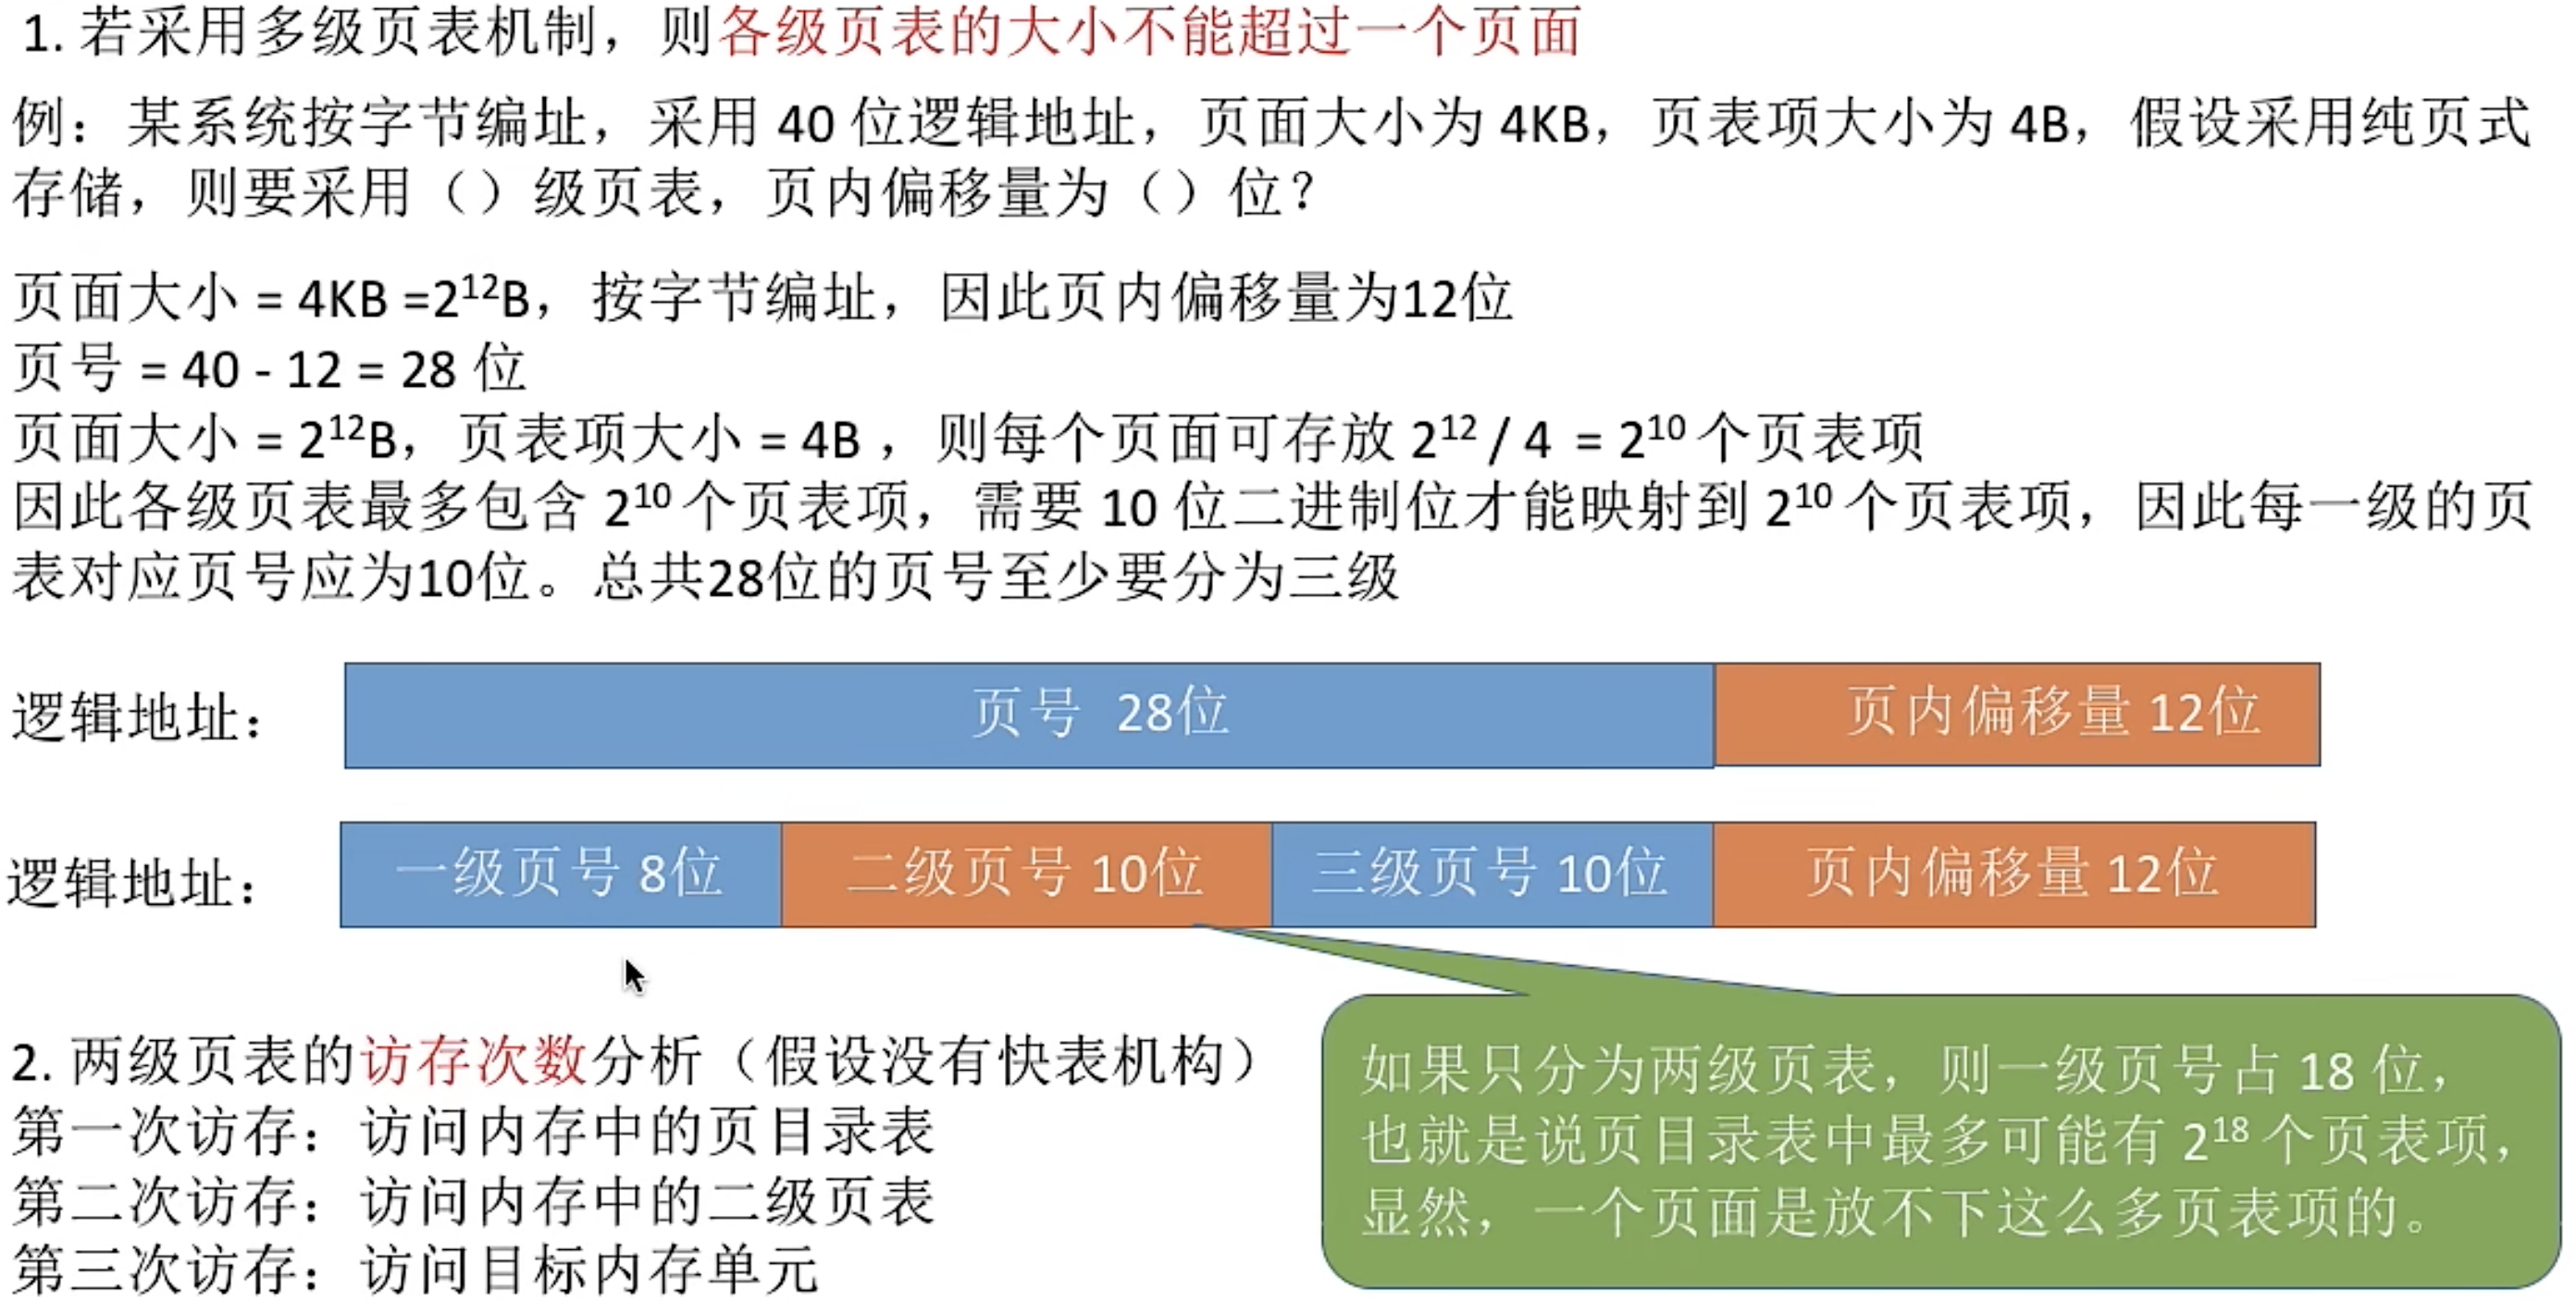 1. 若采用多级页表机制，则各级页表的大小不能超过一个页面
例：某系统按字节编址，采用 40 位逻辑地址，页面大小为 4KB，页表项大小为 4B，假设采用纯页式
存储，则要采用（）级页表，页内偏移量为（）位？
页面大小 = 4KB =2¹²B，按字节编址，因此页内偏移量为12位
页号 = 40 - 12 = 28 位
页面大小 = 2¹²B，页表项大小 = 4B ，则每个页面可存放 2¹² / 4 = 2¹⁰ 个页表项
因此各级页表最多包含 2¹⁰ 个页表项，需要 10 位二进制位才能映射到 2¹⁰ 个页表项，因此每一级的页
表对应页号应为10位。总共28位的页号至少要分为三级
逻辑地址：
页号 28位
页内偏移量 12位
逻辑地址：
一级页号 8位
二级页号 10位
三级页号 10位
页内偏移量 12位
2. 两级页表的访存次数分析（假设没有快表机构）
第一次访存：访问内存中的页目录表
第二次访存：访问内存中的二级页表
第三次访存：访问目标内存单元
如果只分为两级页表，则一级页号占 18 位，
也就是说页目录表中最多可能有 2¹⁸ 个页表项，
显然，一个页面是放不下这么多页表项的。